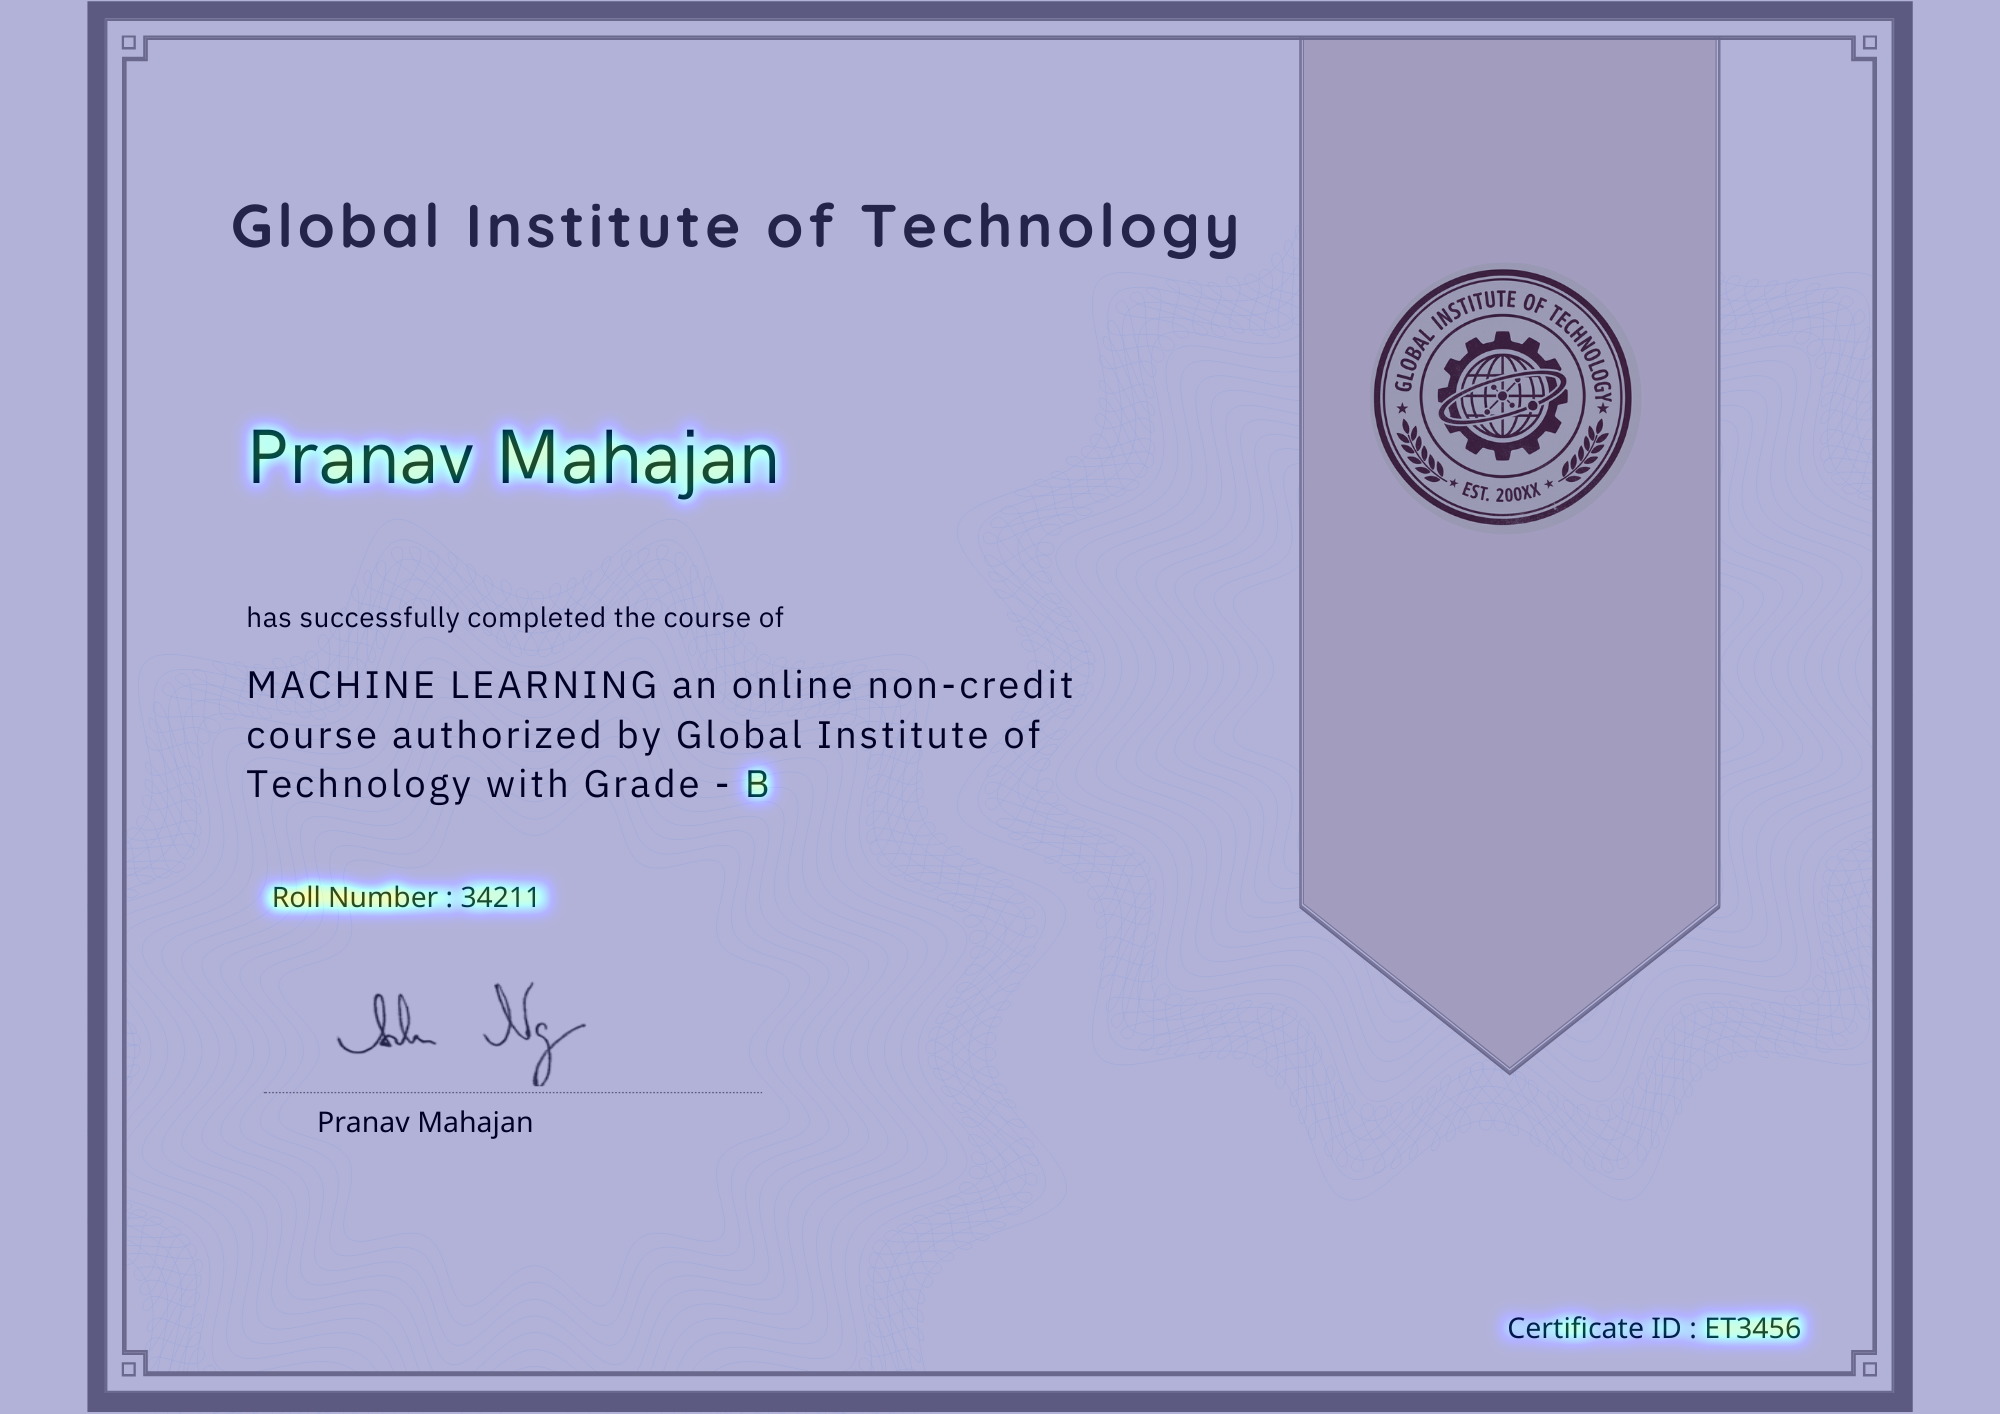 Global Institute of Technology
GLOBAL INSTITUTE OF TECHNOLOGY
EST. 200XX
Pranav Mahajan
has successfully completed the course of
MACHINE LEARNING an online non-credit
course authorized by Global Institute of
Technology with Grade - B
Roll Number : 34211
Pranav Mahajan
Certificate ID : ET3456